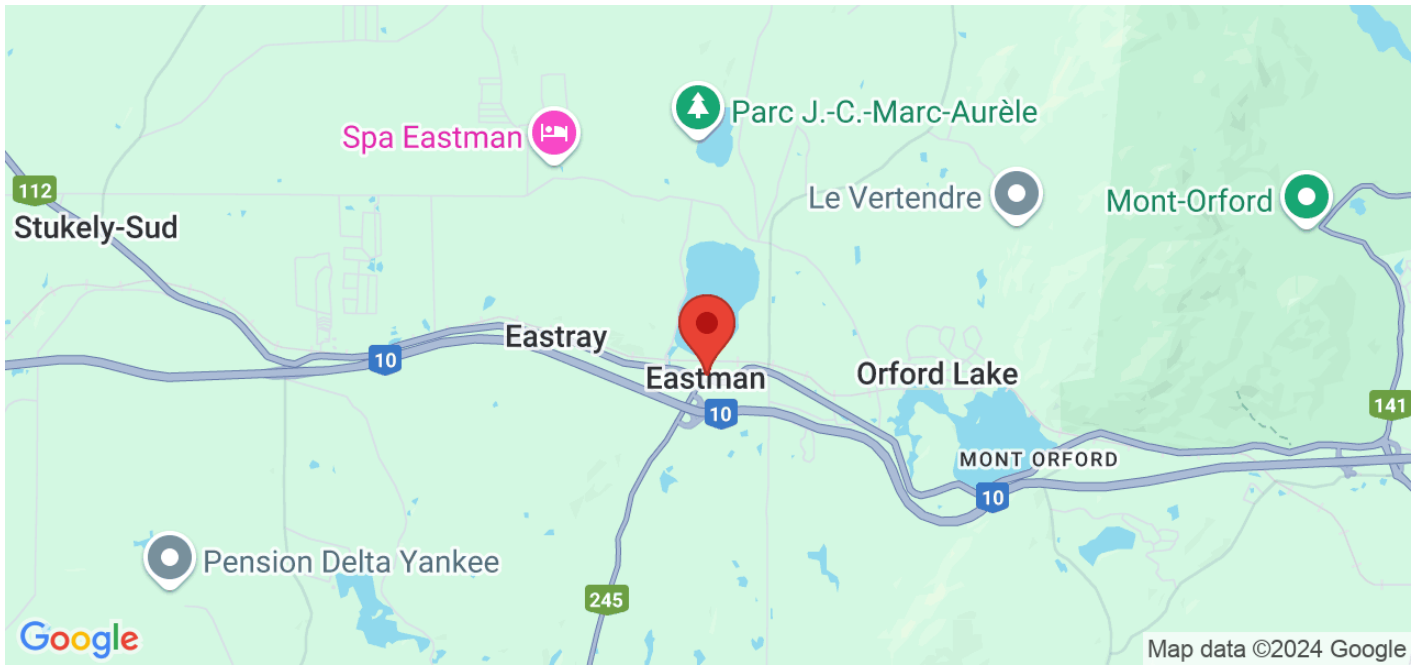 Parc J.-C.-Marc-Aurèle
Spa Eastman
112
Le Vertendre
Mont-Orford
Stukely-Sud
Eastray
10
Eastman
Orford Lake
10
141
MONT ORFORD
10
Pension Delta Yankee
245
Google
Map data ©2024 Google